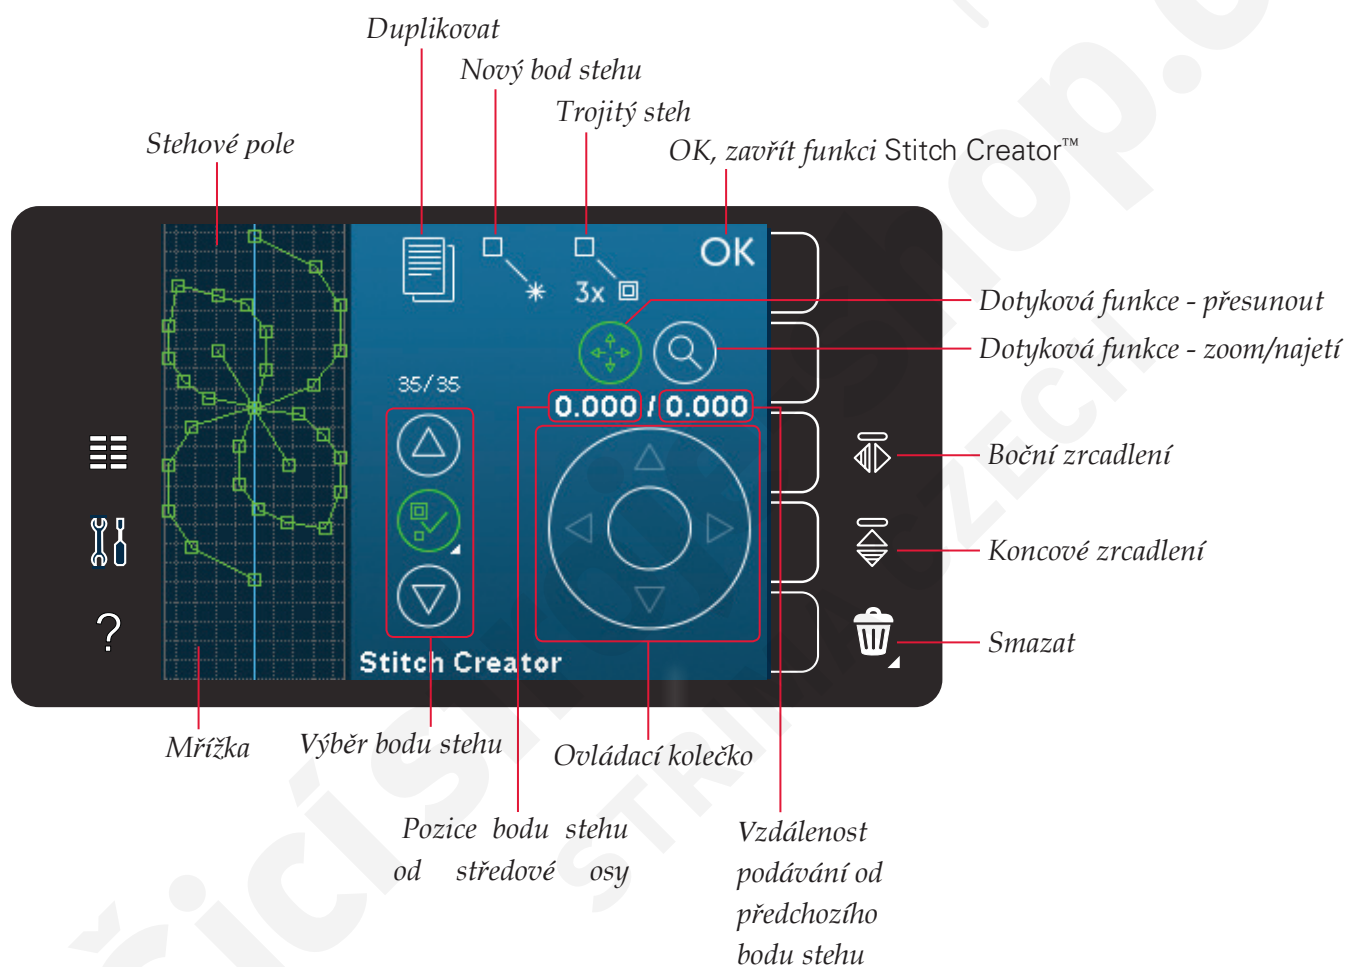 Duplikovat
Nový bod stehu
Trojitý steh
Stehové pole
OK, zavřít funkci Stitch Creator™
OK
3x
Dotyková funkce - přesunout
Dotyková funkce - zoom/najetí
35/35
0.000 / 0.000
Boční zrcadlení
Koncové zrcadlení
?
Smazat
Stitch Creator
Mřížka
Výběr bodu stehu
Ovládací kolečko
Pozice bodu stehu
od středové osy
Vzdálenost
podávání od
předchozího
bodu stehu